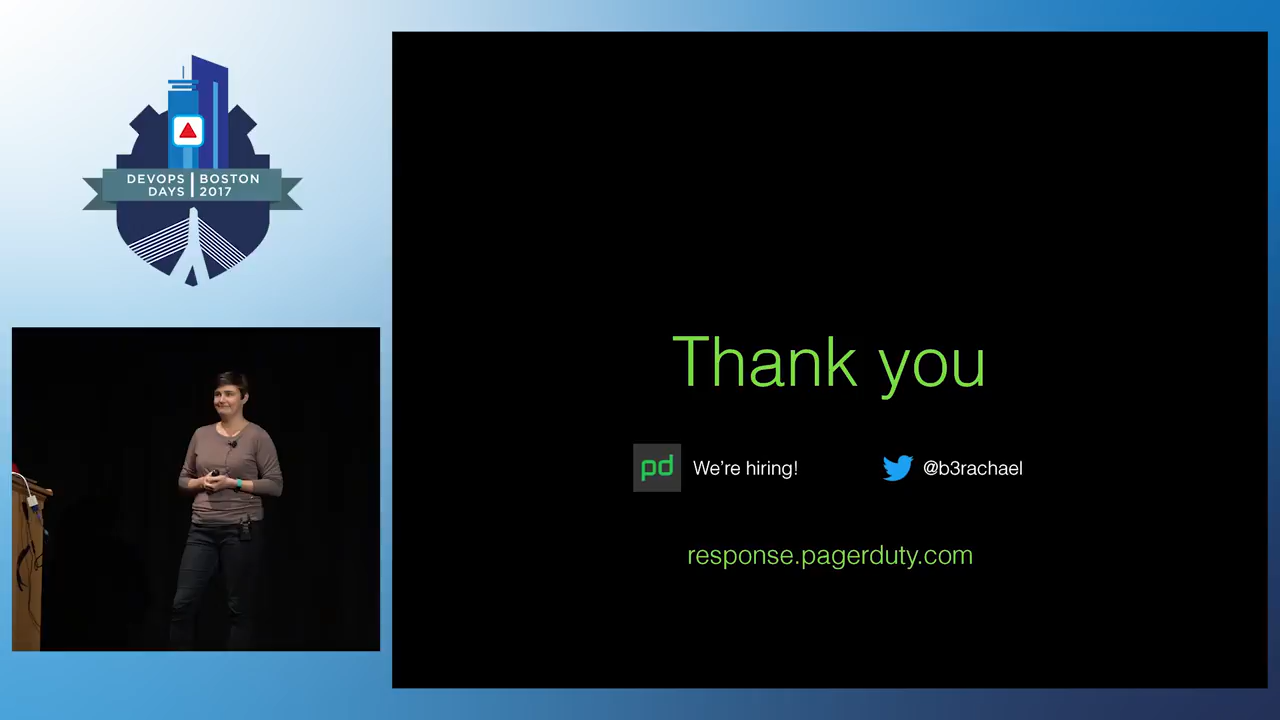 DEVOPS BOSTON
DAYS 2017
Thank you
pd We're hiring! @b3rachael
response.pagerduty.com